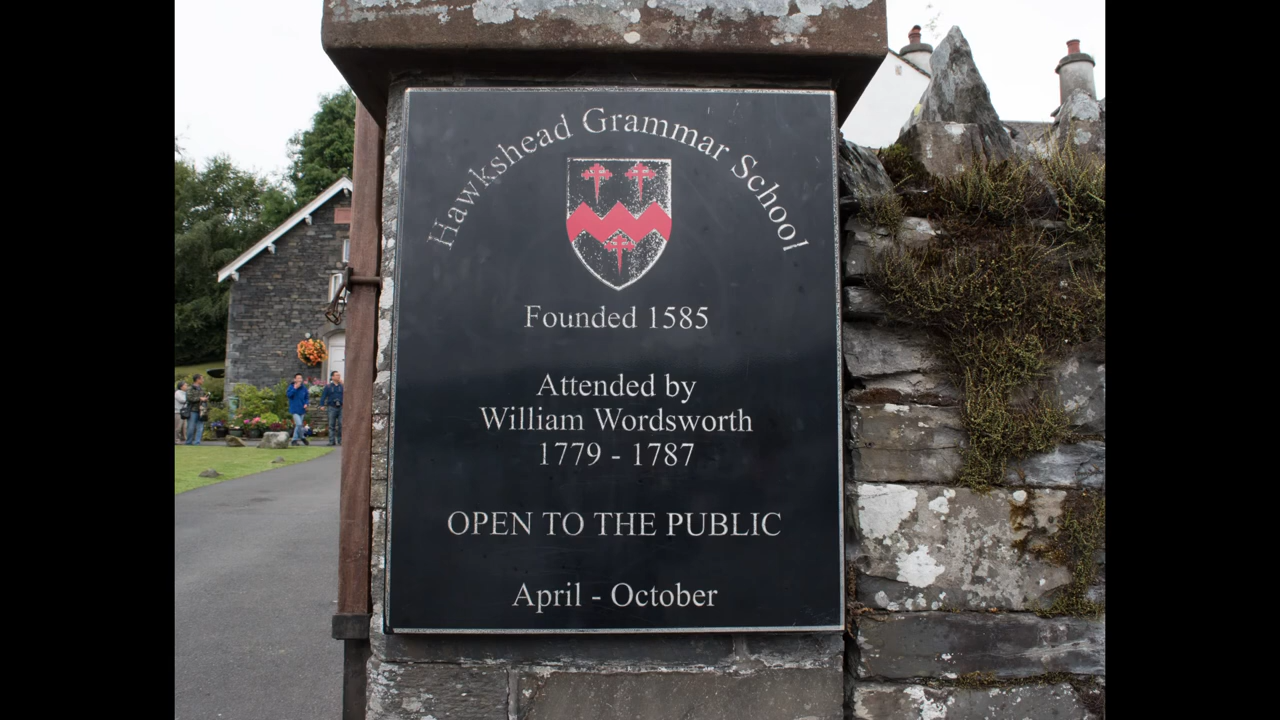 Hawkshead Grammar School
Founded 1585
Attended by
William Wordsworth
1779 - 1787
OPEN TO THE PUBLIC
April - October